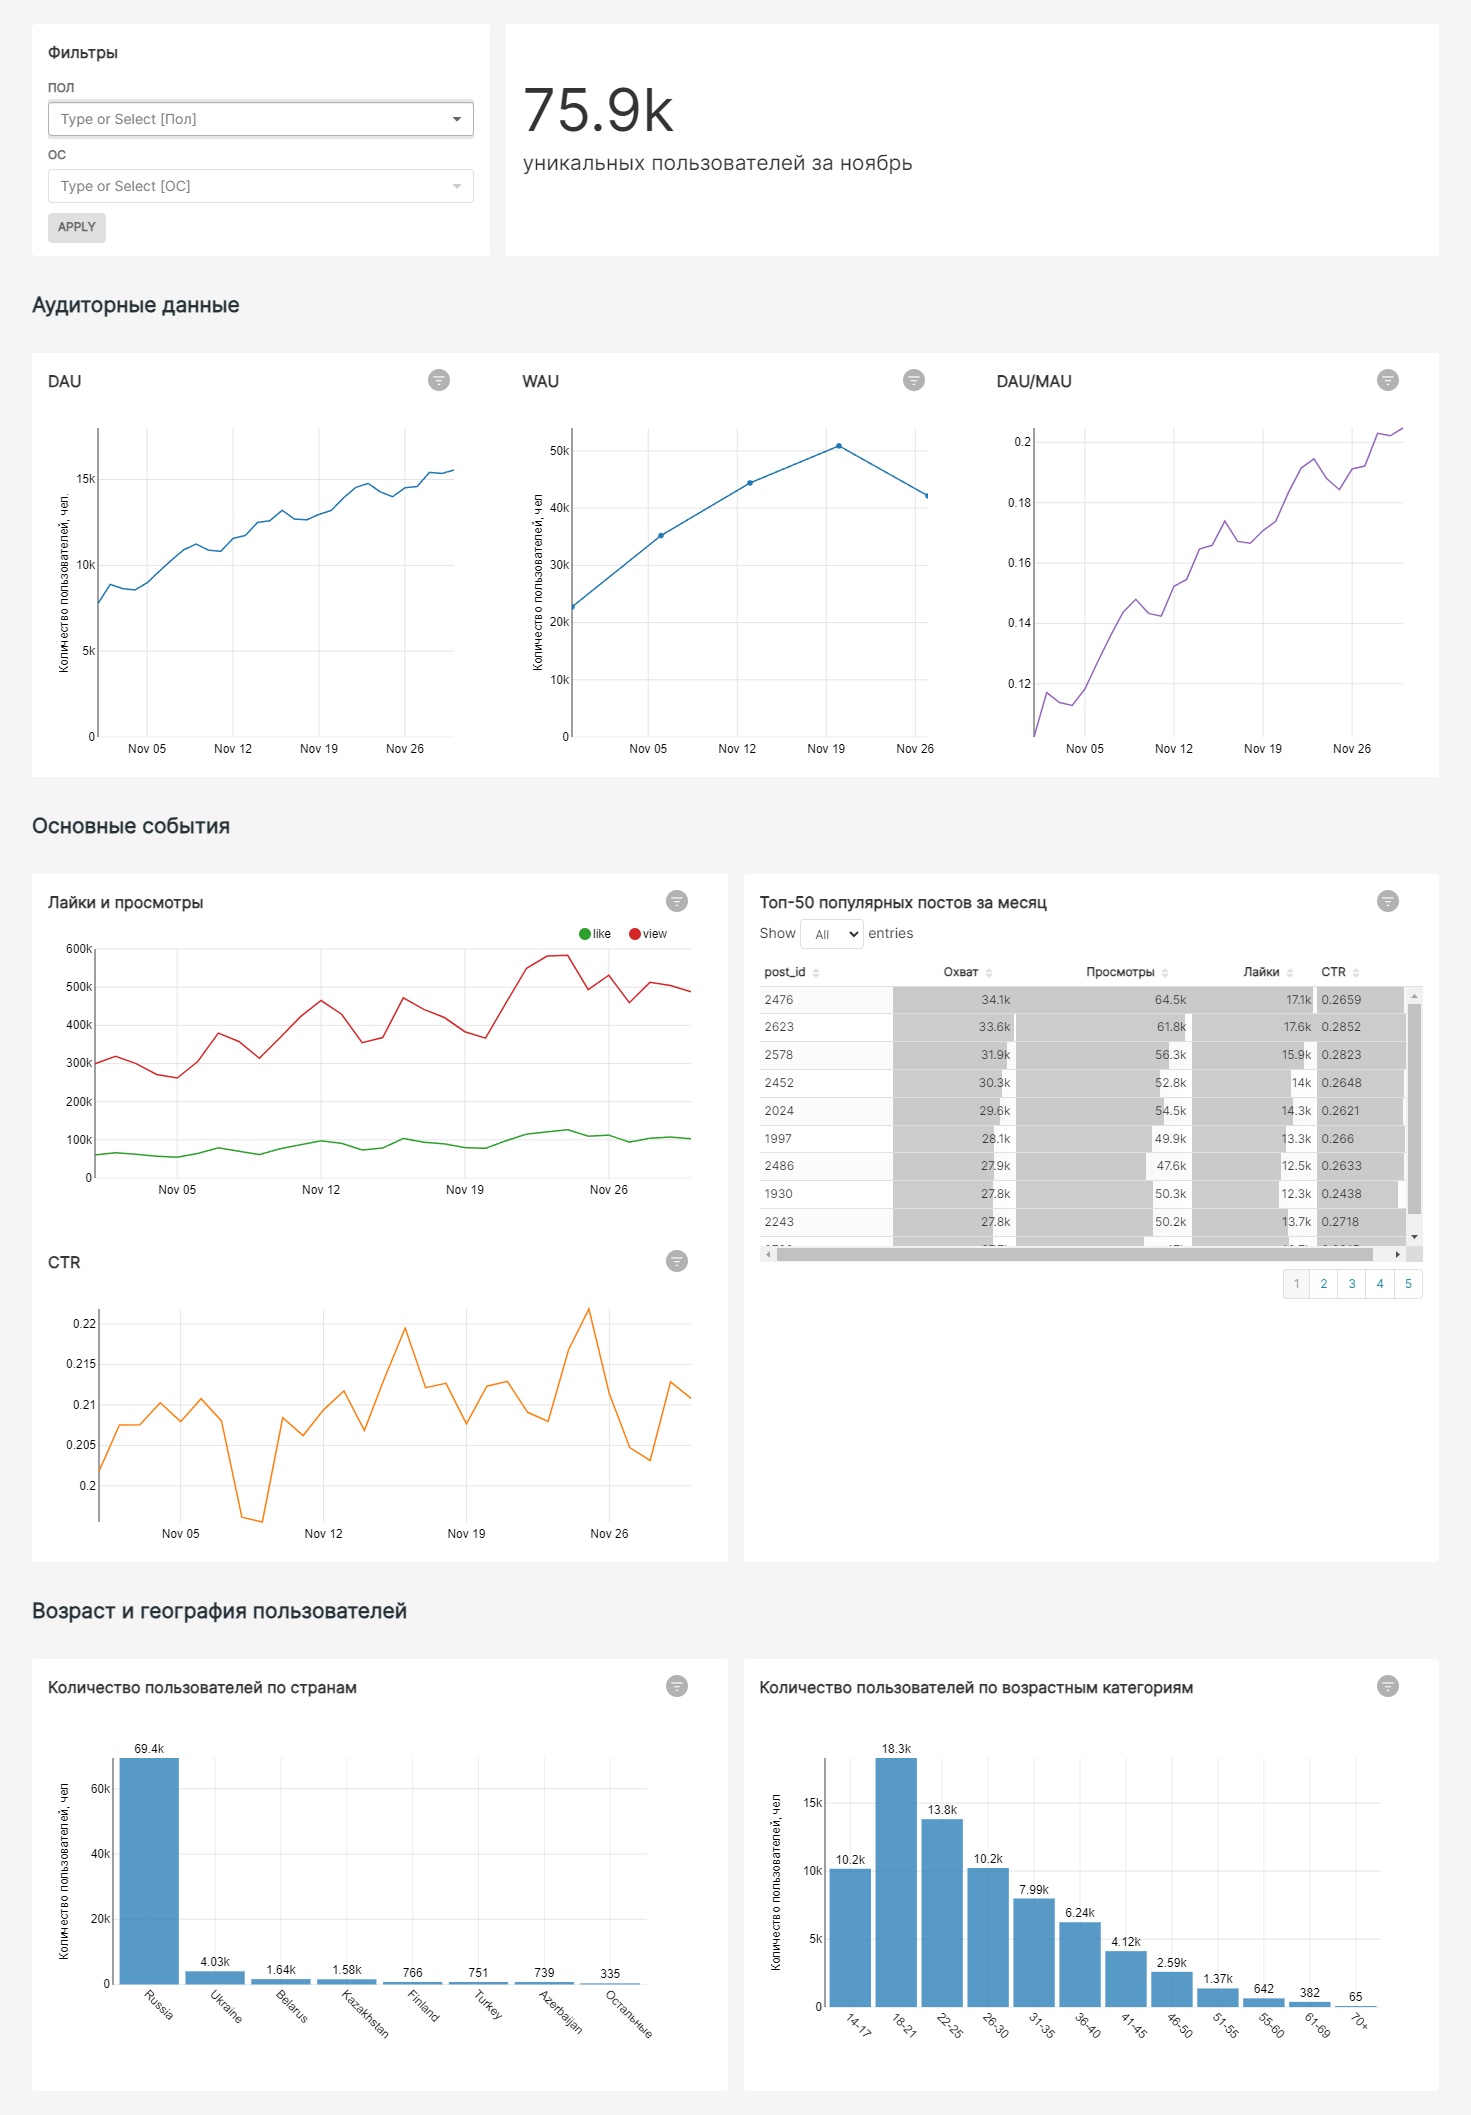 Фильтры
ПОЛ
Type or Select [Пол]
ОС
Type or Select [ОС]
APPLY
75.9k
уникальных пользователей за ноябрь
Аудиторные данные
DAU
Количество пользователей, чел.
15k
10k
5k
0
Nov 05 Nov 12 Nov 19 Nov 26
WAU
Количество пользователей, чел
50k
40k
30k
20k
10k
0
Nov 05 Nov 12 Nov 19 Nov 26
DAU/MAU
0.2
0.18
0.16
0.14
0.12
Nov 05 Nov 12 Nov 19 Nov 26
Основные события
Лайки и просмотры
like view
600k
500k
400k
300k
200k
100k
0
Nov 05 Nov 12 Nov 19 Nov 26
CTR
0.22
0.215
0.21
0.205
0.2
Nov 05 Nov 12 Nov 19 Nov 26
Топ-50 популярных постов за месяц
Show All entries
post_id Охват Просмотры Лайки CTR
2476 34.1k 64.5k 17.1k 0.2659
2623 33.6k 61.8k 17.6k 0.2852
2578 31.9k 56.3k 15.9k 0.2823
2452 30.3k 52.8k 14k 0.2648
2024 29.6k 54.5k 14.3k 0.2621
1997 28.1k 49.9k 13.3k 0.266
2486 27.9k 47.6k 12.5k 0.2633
1930 27.8k 50.3k 12.3k 0.2438
2243 27.8k 50.2k 13.7k 0.2718
1 2 3 4 5
Возраст и география пользователей
Количество пользователей по странам
Количество пользователей, чел
60k
40k
20k
0
69.4k 4.03k 1.64k 1.58k 766 751 739 335
Russia Ukraine Belarus Kazakhstan Finland Turkey Azerbaijan Остальные
Количество пользователей по возрастным категориям
Количество пользователей, чел
15k
10k
5k
0
10.2k 18.3k 13.8k 10.2k 7.99k 6.24k 4.12k 2.59k 1.37k 642 382 65
14-17 18-21 22-25 26-30 31-35 36-40 41-45 46-50 51-55 55-60 61-69 70+